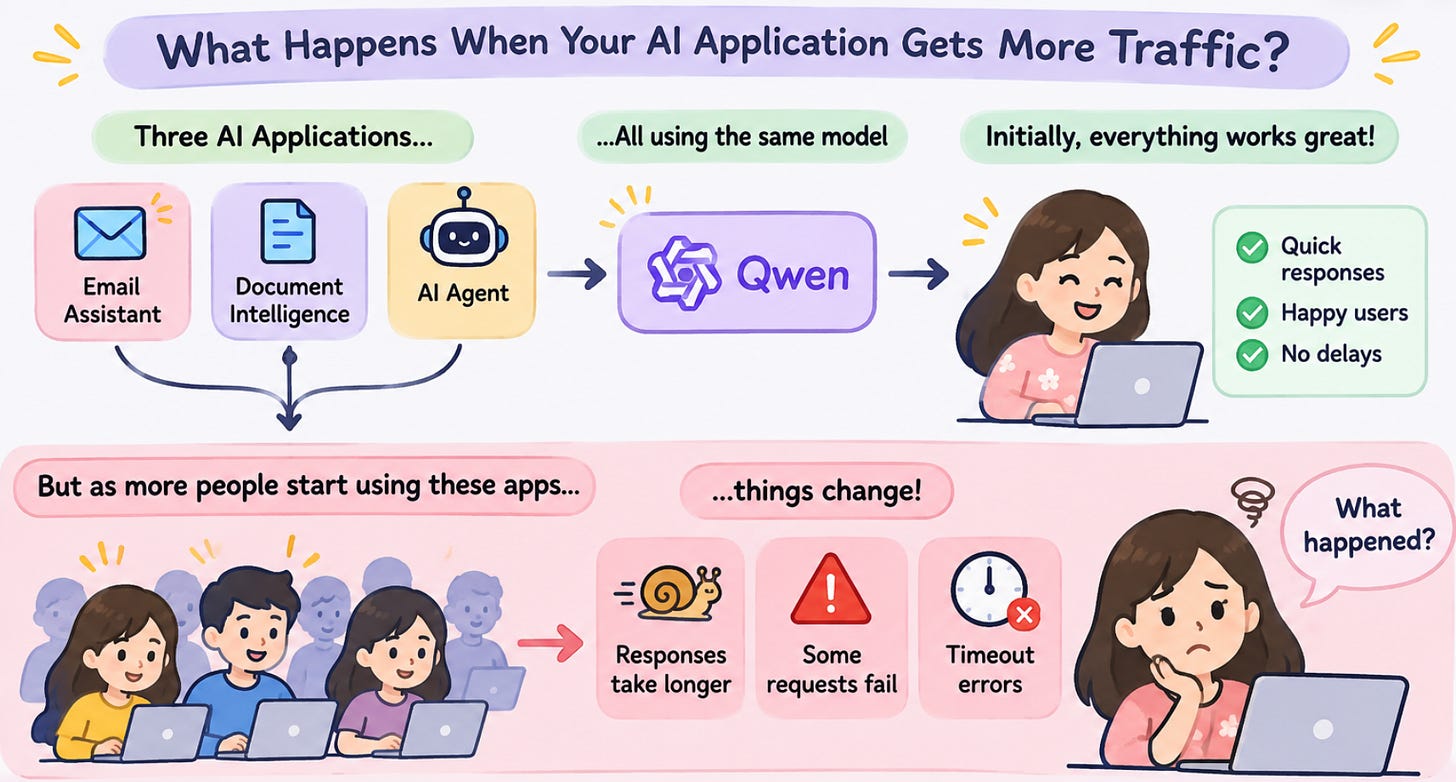 What Happens When Your AI Application Gets More Traffic?
Three AI Applications...
...All using the same model
Initially, everything works great!
Email
Assistant
Document
Intelligence
AI Agent
Qwen
Quick
responses
Happy users
No delays
But as more people start using these apps...
...things change!
Responses
take longer
Some
requests fail
Timeout
errors
What
happened?